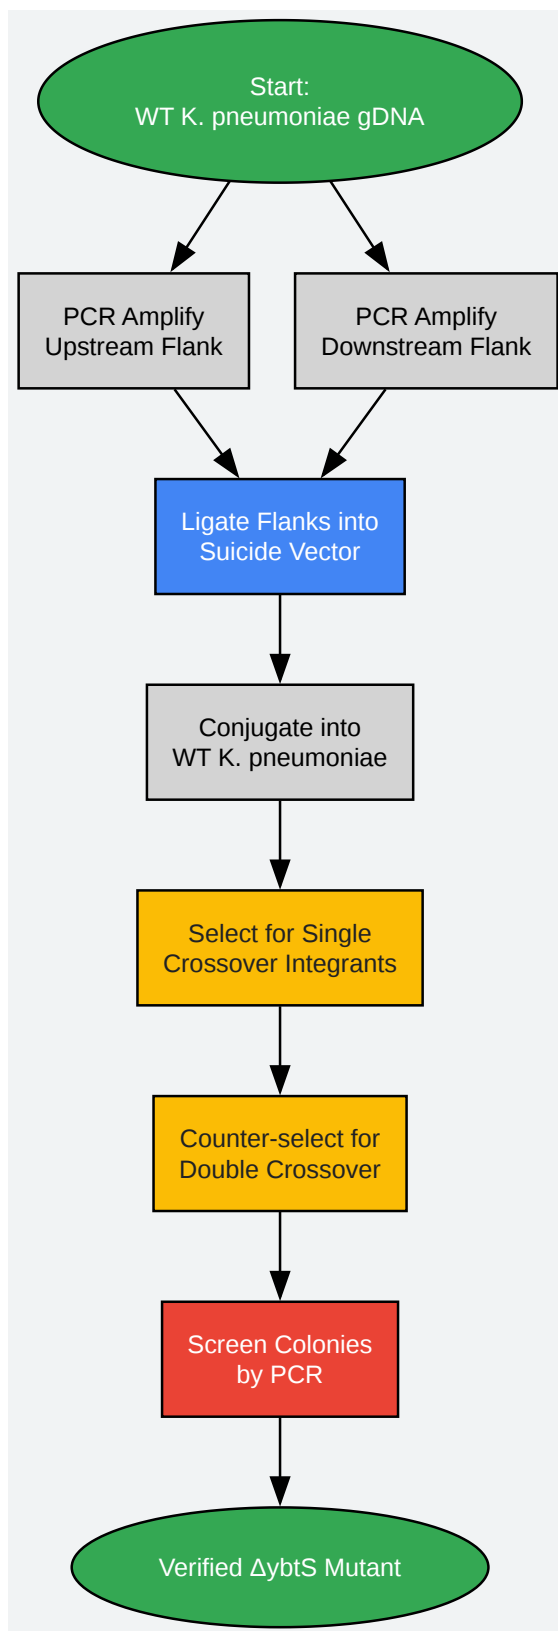 Start:
WT K. pneumoniae gDNA
PCR Amplify
Upstream Flank
PCR Amplify
Downstream Flank
Ligate Flanks into
Suicide Vector
Conjugate into
WT K. pneumoniae
Select for Single
Crossover Integrants
Counter-select for
Double Crossover
Screen Colonies
by PCR
Verified ΔybtS Mutant